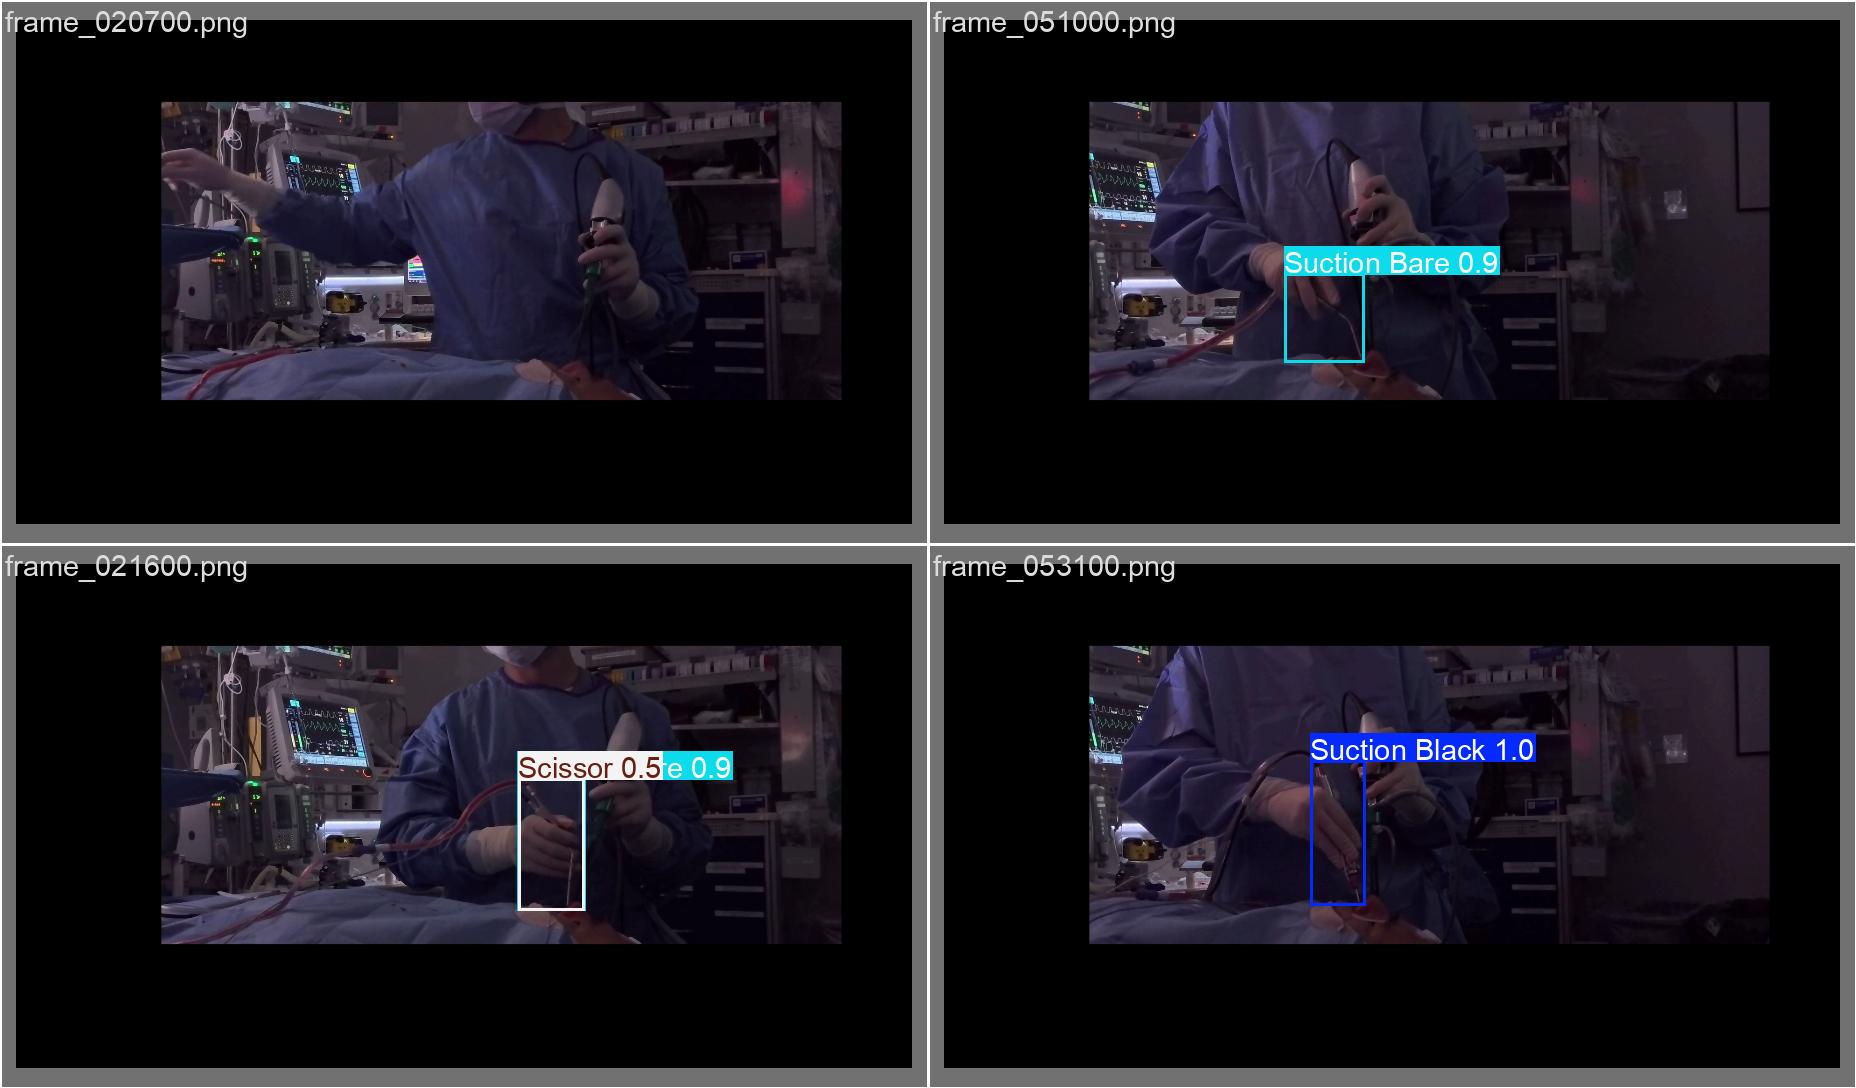 frame_020700.png
frame_051000.png
Suction Bare 0.9
frame_021600.png
Scissor 0.5
re 0.9
frame_053100.png
Suction Black 1.0